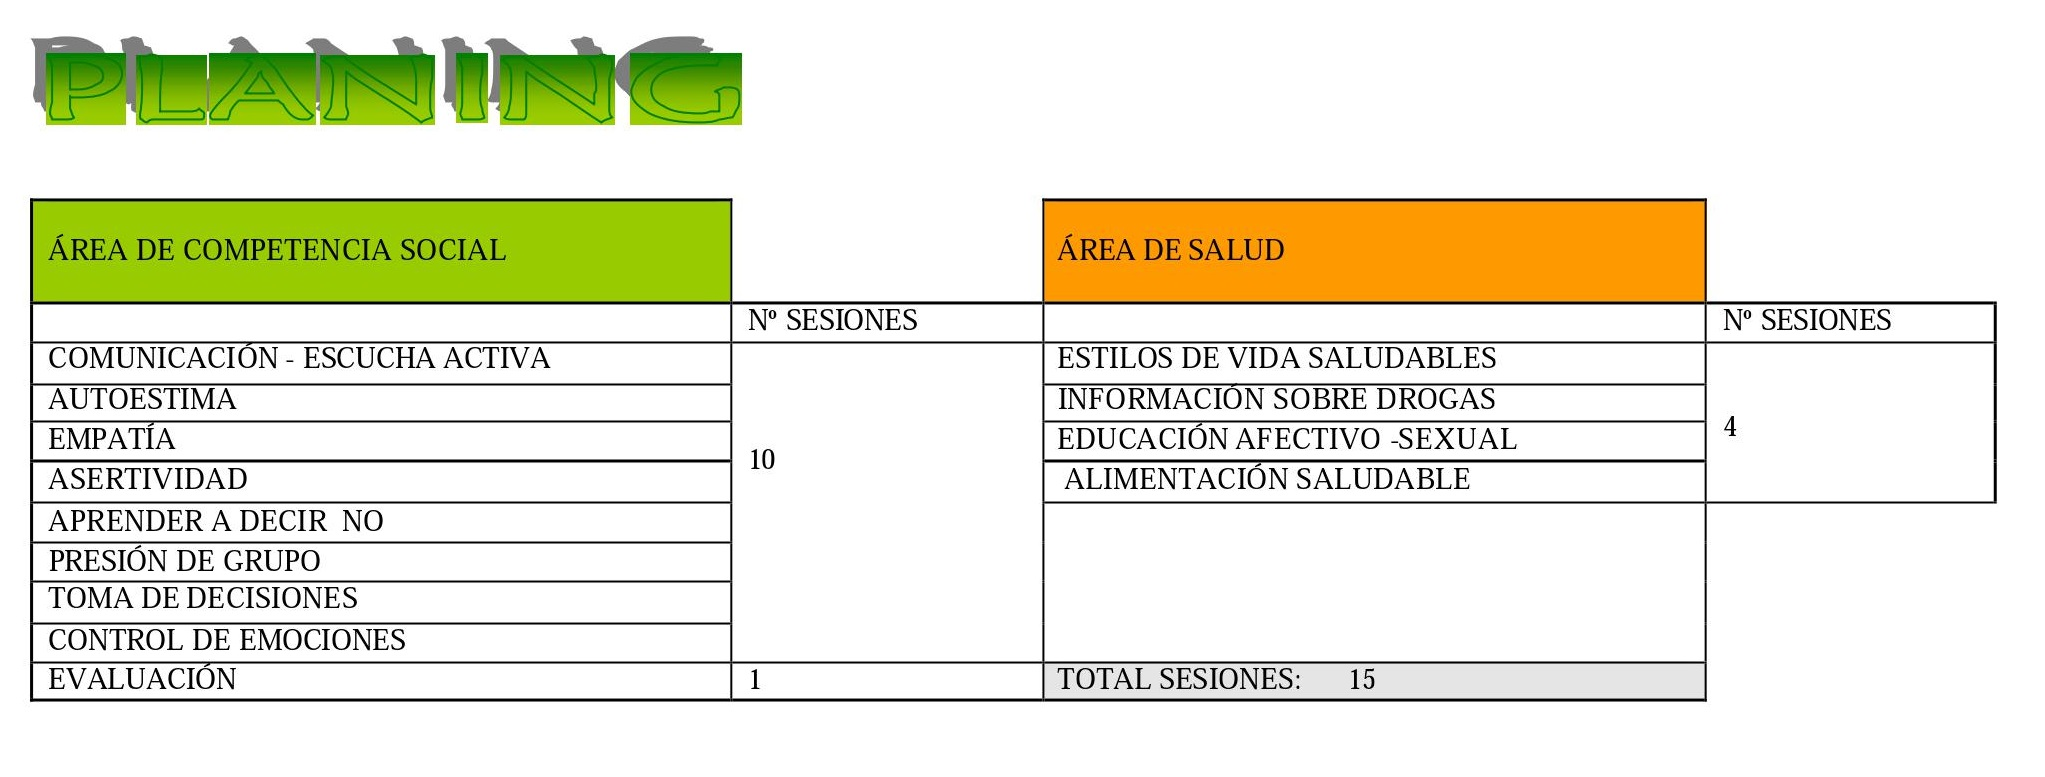 PLANING
ÁREA DE COMPETENCIA SOCIAL
ÁREA DE SALUD
Nº SESIONES
Nº SESIONES
COMUNICACIÓN - ESCUCHA ACTIVA
ESTILOS DE VIDA SALUDABLES
AUTOESTIMA
INFORMACIÓN SOBRE DROGAS
4
EMPATÍA
EDUCACIÓN AFECTIVO -SEXUAL
10
ASERTIVIDAD
ALIMENTACIÓN SALUDABLE
APRENDER A DECIR  NO
PRESIÓN DE GRUPO
TOMA DE DECISIONES
CONTROL DE EMOCIONES
EVALUACIÓN
1
TOTAL SESIONES: 15